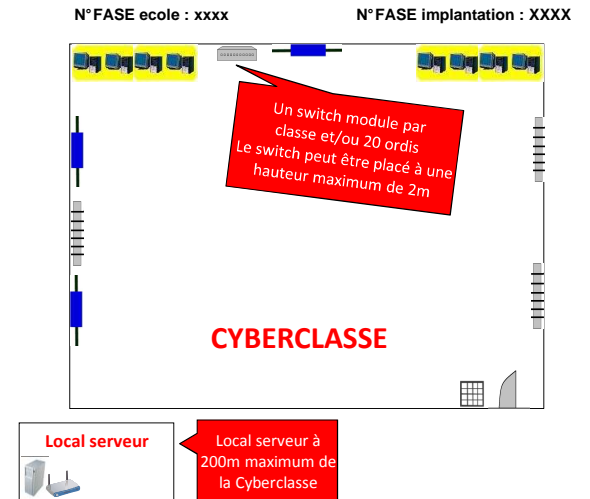 N°FASE ecole : xxxx N°FASE implantation : XXXX
Un switch module par
classe et/ou 20 ordis
Le switch peut être placé à une
hauteur maximum de 2m
CYBERCLASSE
Local serveur
Local serveur à
200m maximum de
la Cyberclasse